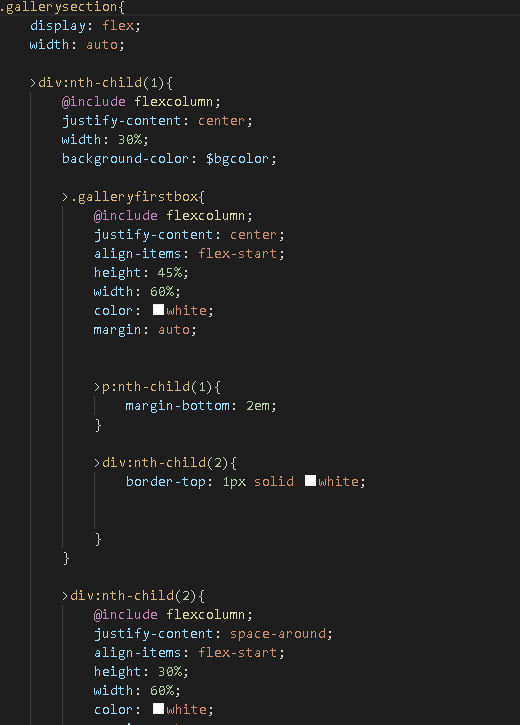 .gallerysection{
display: flex;
width: auto;
>div:nth-child(1){
@include flexcolumn;
justify-content: center;
width: 30%;
background-color: $bgcolor;
>.galleryfirstbox{
@include flexcolumn;
justify-content: center;
align-items: flex-start;
height: 45%;
width: 60%;
color: white;
margin: auto;
>p:nth-child(1){
margin-bottom: 2em;
}
>div:nth-child(2){
border-top: 1px solid white;
}
}
>div:nth-child(2){
@include flexcolumn;
justify-content: space-around;
align-items: flex-start;
height: 30%;
width: 60%;
color: white;